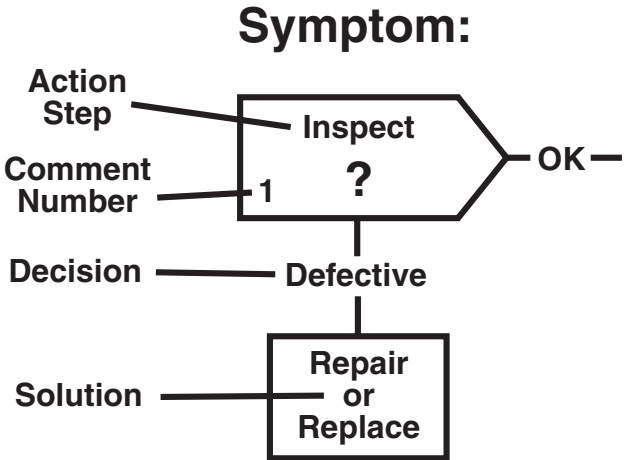 Symptom:
Action
Step
Inspect
?
OK
Comment
Number
1
Decision
Defective
Solution
Repair
or
Replace